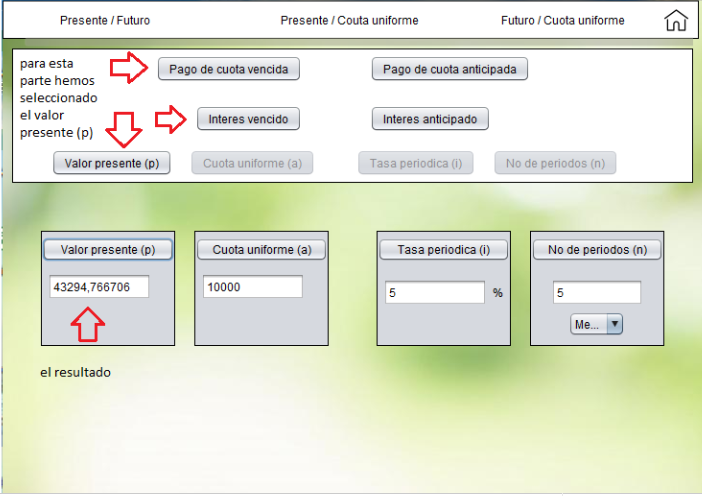 Presente / Futuro
Presente / Couta uniforme
Futuro / Cuota uniforme
para esta
parte hemos
seleccionado
el valor
presente (p)
Pago de cuota vencida
Pago de cuota anticipada
Interes vencido
Interes anticipado
Valor presente (p)
Cuota uniforme (a)
Tasa periodica (i)
No de periodos (n)
Valor presente (p)
Cuota uniforme (a)
Tasa periodica (i)
No de periodos (n)
43294,766706
10000
5
%
5
Me...
el resultado